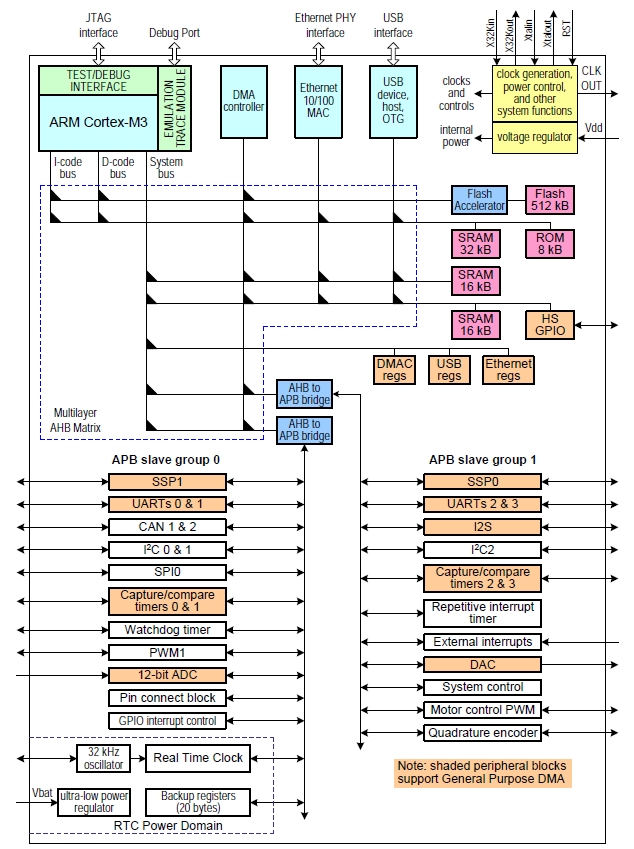 JTAG interface
Debug Port
Ethernet PHY interface
USB interface
X32Kin
X32Kout
Xtalin
Xtalout
RST
TEST/DEBUG INTERFACE
ARM Cortex-M3
EMULATION TRACE MODULE
DMA controller
Ethernet 10/100 MAC
USB device, host, OTG
clocks and controls
clock generation, power control, and other system functions
CLK OUT
internal power
voltage regulator
Vdd
I-code bus
D-code bus
System bus
Flash Accelerator
Flash 512 kB
SRAM 32 kB
ROM 8 kB
SRAM 16 kB
SRAM 16 kB
HS GPIO
DMAC regs
USB regs
Ethernet regs
Multilayer AHB Matrix
AHB to APB bridge
AHB to APB bridge
APB slave group 0
SSP1
UARTs 0 & 1
CAN 1 & 2
I²C 0 & 1
SPI0
Capture/compare timers 0 & 1
Watchdog timer
PWM1
12-bit ADC
Pin connect block
GPIO interrupt control
32 kHz oscillator
Real Time Clock
Vbat
ultra-low power regulator
Backup registers (20 bytes)
RTC Power Domain
APB slave group 1
SSP0
UARTs 2 & 3
I2S
I²C2
Capture/compare timers 2 & 3
Repetitive interrupt timer
External interrupts
DAC
System control
Motor control PWM
Quadrature encoder
Note: shaded peripheral blocks support General Purpose DMA